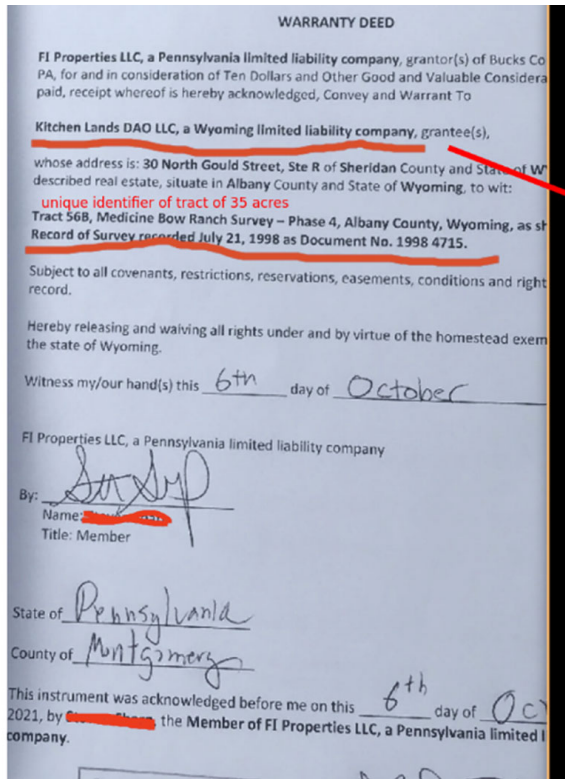 WARRANTY DEED
FI Properties LLC, a Pennsylvania limited liability company, grantor(s) of Bucks Co
PA, for and in consideration of Ten Dollars and Other Good and Valuable Considera
paid, receipt whereof is hereby acknowledged, Convey and Warrant To
Kitchen Lands DAO LLC, a Wyoming limited liability company, grantee(s),
whose address is: 30 North Gould Street, Ste R of Sheridan County and State of W
described real estate, situate in Albany County and State of Wyoming, to wit:
unique identifier of tract of 35 acres
Tract 56B, Medicine Bow Ranch Survey – Phase 4, Albany County, Wyoming, as sh
Record of Survey recorded July 21, 1998 as Document No. 1998 4715.
Subject to all covenants, restrictions, reservations, easements, conditions and right
record.
Hereby releasing and waiving all rights under and by virtue of the homestead exem
the state of Wyoming.
Witness my/our hand(s) this 6th day of October
FI Properties LLC, a Pennsylvania limited liability company
By:
Name:
Title: Member
State of Pennsylvania
County of Montgomery
This instrument was acknowledged before me on this 6th day of Oc
2021, by the Member of FI Properties LLC, a Pennsylvania limited l
company.